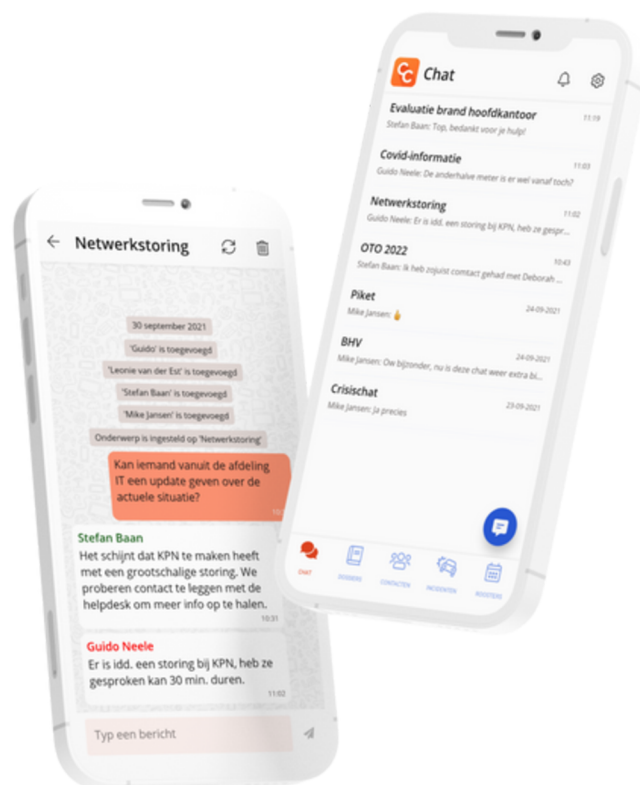 CC
Chat
Evaluatie brand hoofdkantoor
11:19
Stefan Baan: Top, bedankt voor je hulp!
Covid-informatie
11:03
Guido Neele: De anderhalve meter is er wel vanaf toch?
Netwerkstoring
11:02
Guido Neele: Er is idd. een storing bij KPN, heb ze gespr...
OTO 2022
10:43
Stefan Baan: Ik heb zojuist comtact gehad met Deborah ...
Piket
24-09-2021
Mike Jansen:
BHV
24-09-2021
Mike Jansen: Ow bijzonder, nu is deze chat weer extra bi...
Crisischat
23-09-2021
Mike Jansen: Ja precies
CHAT
DOSSIERS
CONTACTEN
INCIDENTEN
ROOSTERS
Netwerkstoring
30 september 2021
'Guido' is toegevoegd
'Leonie van der Est' is toegevoegd
'Stefan Baan' is toegevoegd
'Mike Jansen' is toegevoegd
Onderwerp is ingesteld op 'Netwerkstoring'
Kan iemand vanuit de afdeling
IT een update geven over de
actuele situatie?
Stefan Baan
Het schijnt dat KPN te maken heeft
met een grootschalige storing. We
proberen contact te leggen met de
helpdesk om meer info op te halen.
10:31
Guido Neele
Er is idd. een storing bij KPN, heb ze
gesproken kan 30 min. duren.
11:02
Typ een bericht